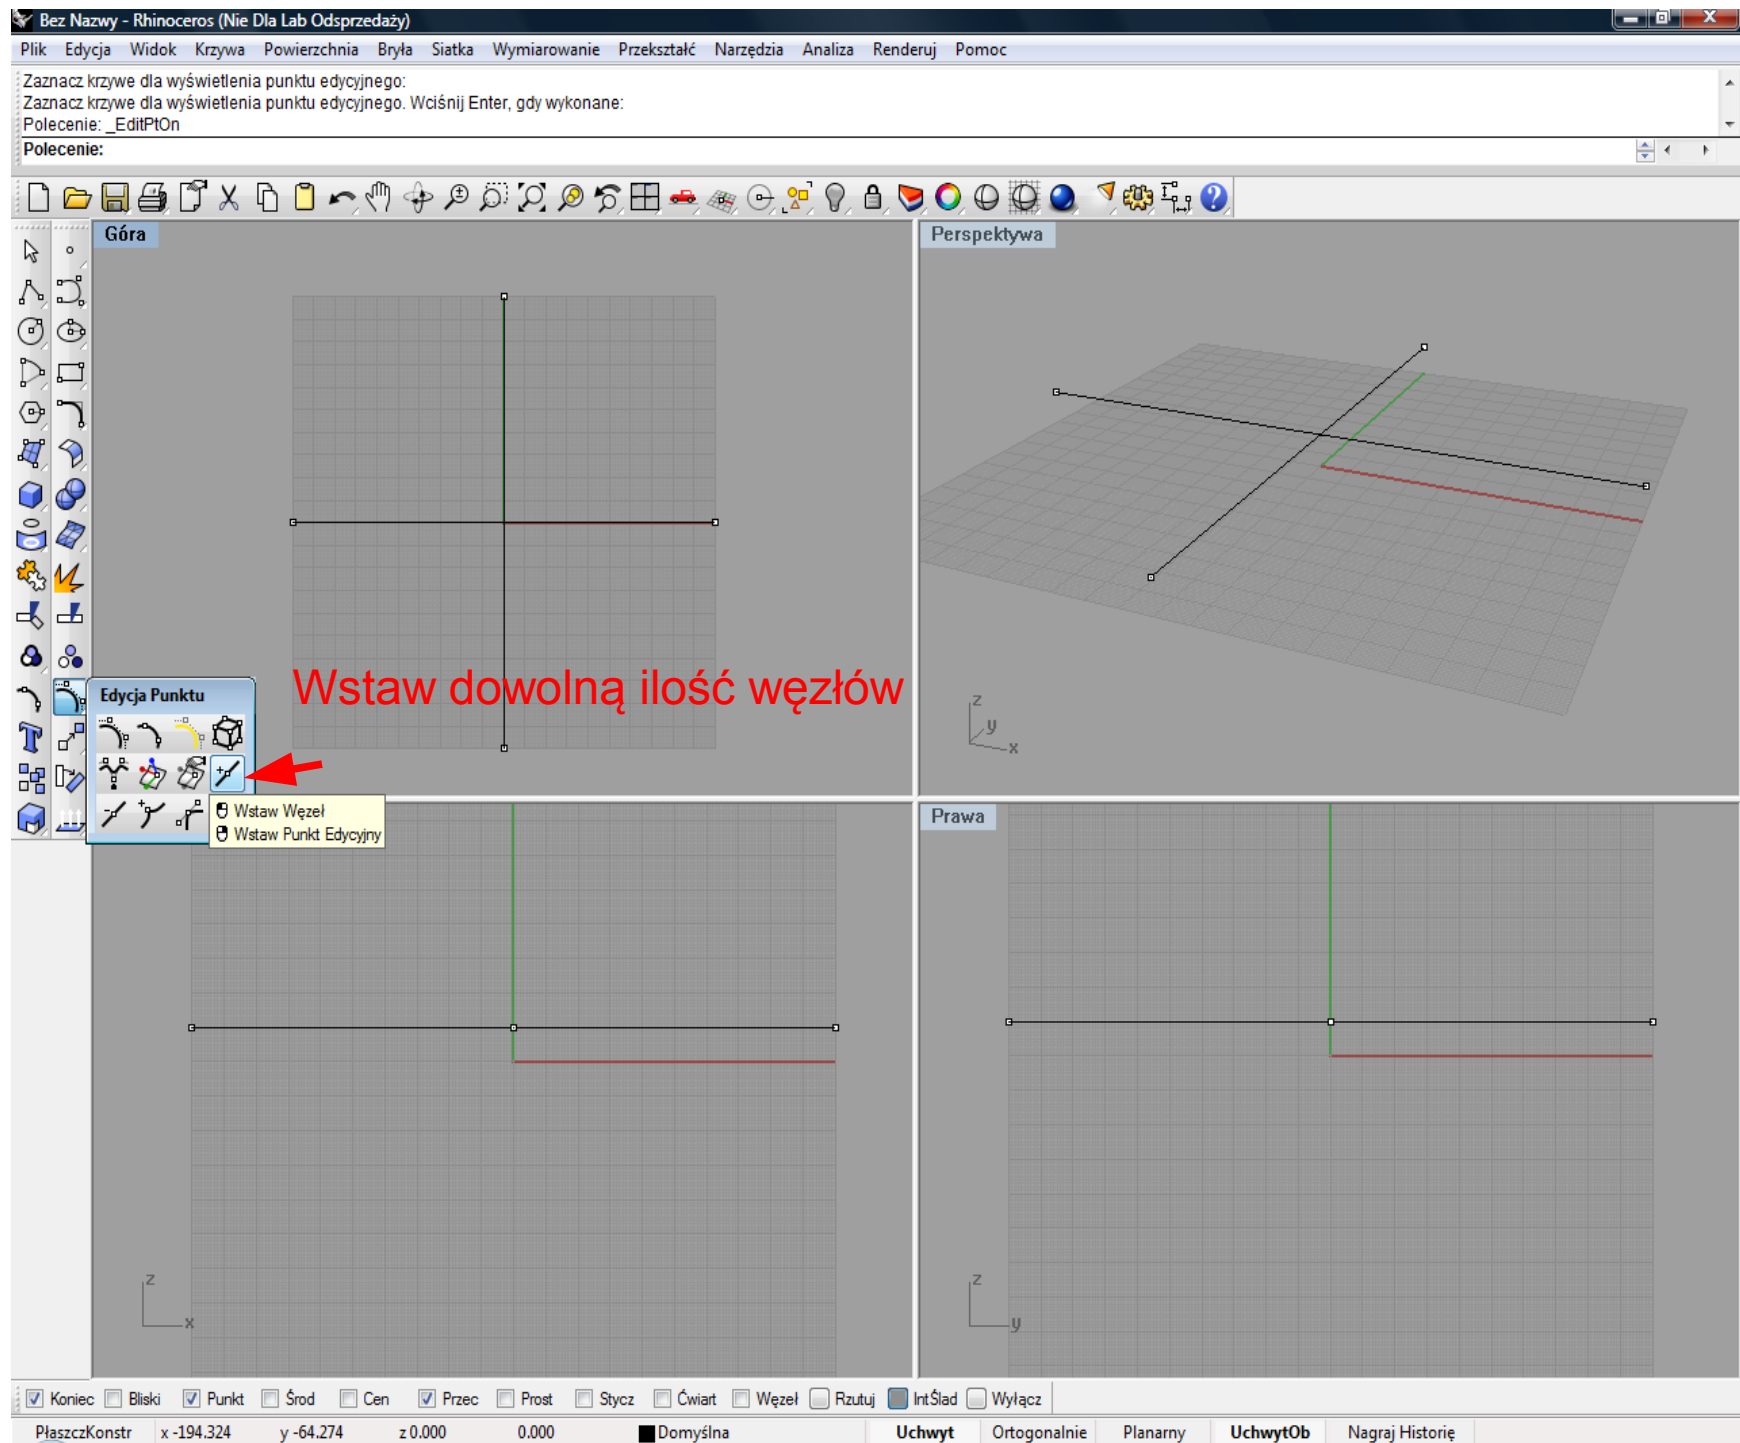 Bez Nazwy - Rhinoceros (Nie Dla Lab Odsprzedaży)
Plik Edycja Widok Krzywa Powierzchnia Bryła Siatka Wymiarowanie Przekształć Narzędzia Analiza Renderuj Pomoc
Zaznacz krzywe dla wyświetlenia punktu edycyjnego:
Zaznacz krzywe dla wyświetlenia punktu edycyjnego. Wciśnij Enter, gdy wykonane:
Polecenie: _EditPtOn
Polecenie:
Góra
Perspektywa
Wstaw dowolną ilość węzłów
Edycja Punktu
z
y
x
Wstaw Węzeł
Wstaw Punkt Edycyjny
Prawa
z
x
z
y
Koniec Bliski Punkt Środ Cen Przec Prost Stycz Ćwiart Węzeł Rzutuj IntŚlad Wyłącz
PłaszczKonstr x -194.324 y -64.274 z 0.000 0.000 Domyślna Uchwyt Ortogonalnie Planarny UchwytOb Nagraj Historię